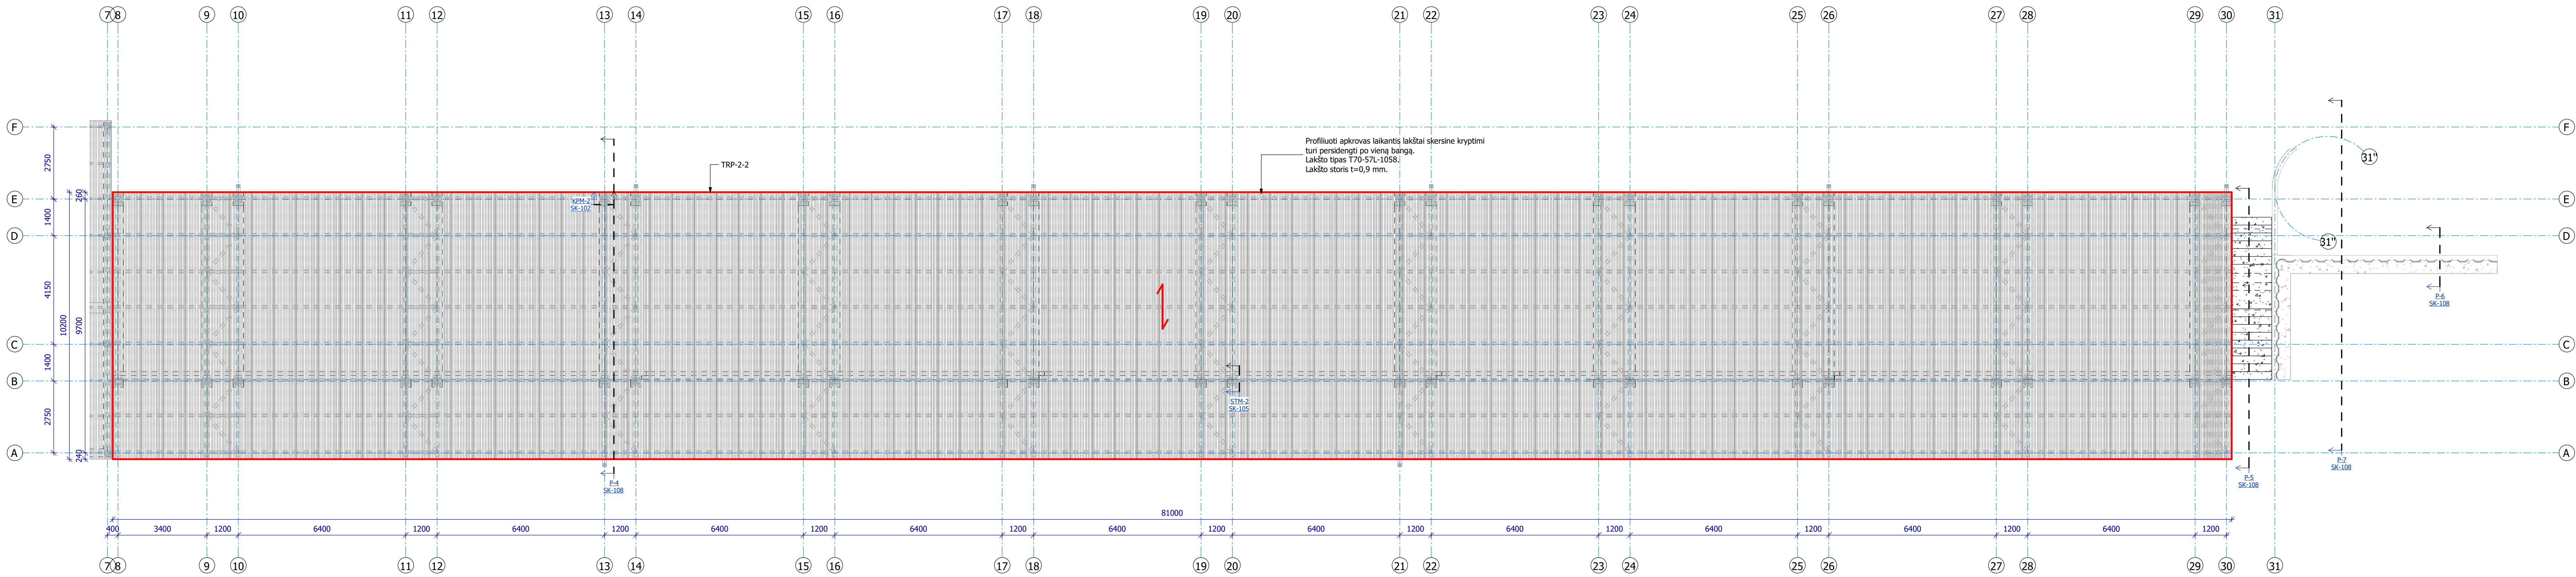 7 8 9 10 11 12 13 14 15 16 17 18 19 20 21 22 23 24 25 26 27 28 29 30 31
F F
Profiliuoti apkrovas laikantis lakštai skersine kryptimi
turi persidengti po vieną bangą.
Lakšto tipas T70-57L-1058.
Lakšto storis t=0,9 mm.
TRP-2-2
31"
2750
260
E E
KPM-2
SK-102
1400
D D
31"
4150
10200
9700
P-6
SK-108
C C
1400
B B
STM-2
SK-105
2750
240
A A
P-7
SK-108
P-4
SK-108
P-5
SK-108
81000
400 3400 1200 6400 1200 6400 1200 6400 1200 6400 1200 6400 1200 6400 1200 6400 1200 6400 1200 6400 1200 6400 1200
7 8 9 10 11 12 13 14 15 16 17 18 19 20 21 22 23 24 25 26 27 28 29 30 31